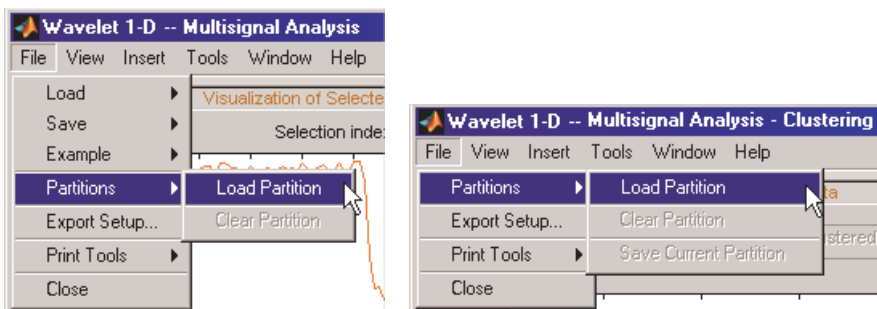 Wavelet 1-D -- Multisignal Analysis
File View Insert Tools Window Help
Load
Save
Example
Partitions
Export Setup...
Print Tools
Close
Load Partition
Clear Partition
Visualization of Selecte
Selection inde
Wavelet 1-D -- Multisignal Analysis - Clustering
File View Insert Tools Window Help
Partitions
Export Setup...
Print Tools
Close
Load Partition
Clear Partition
Save Current Partition
ta
stered